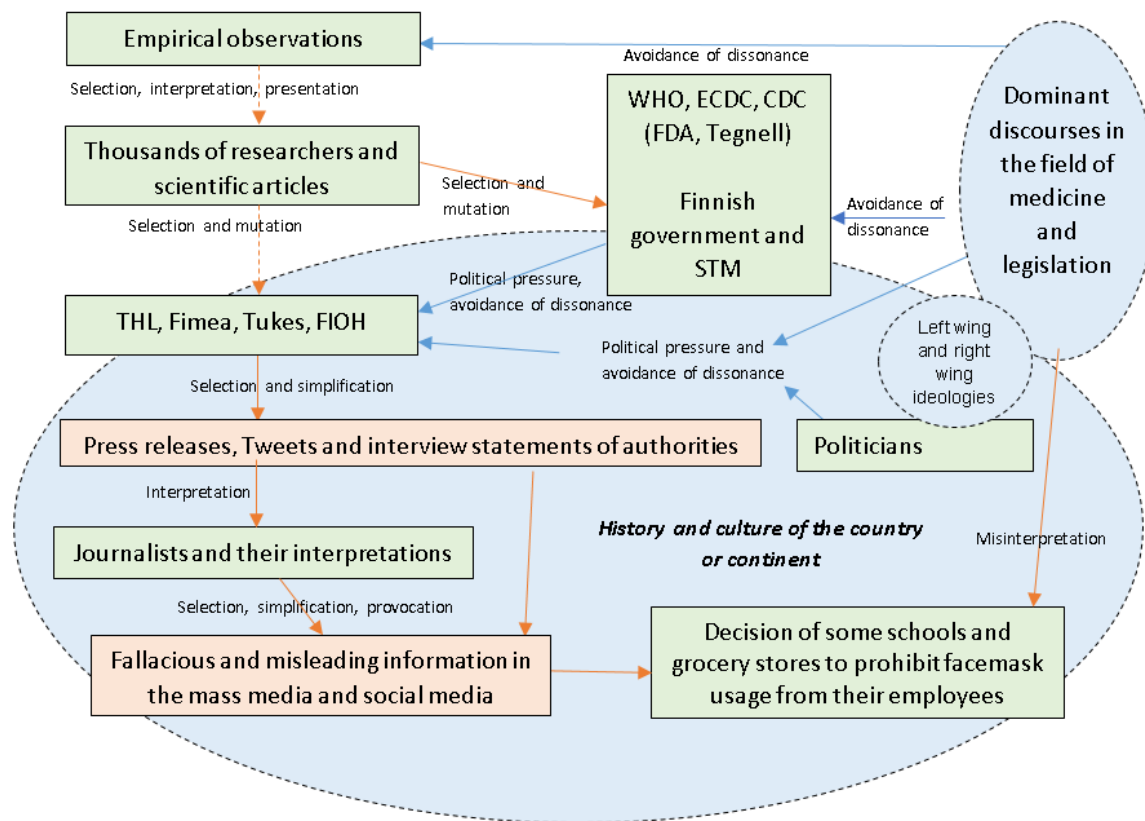 Empirical observations
Avoidance of dissonance
Selection, interpretation, presentation
WHO, ECDC, CDC
(FDA, Tegnell)
Finnish
government and
STM
Dominant
discourses in
the field of
medicine
and
legislation
Thousands of researchers and
scientific articles
Selection and
mutation
Avoidance of
dissonance
Selection and mutation
Political pressure,
avoidance of dissonance
THL, Fimea, Tukes, FIOH
Political pressure and
avoidance of dissonance
Left wing
and right
wing
ideologies
Selection and simplification
Press releases, Tweets and interview statements of authorities
Politicians
Interpretation
History and culture of the country
or continent
Misinterpretation
Journalists and their interpretations
Selection, simplification, provocation
Fallacious and misleading information in
the mass media and social media
Decision of some schools and
grocery stores to prohibit facemask
usage from their employees